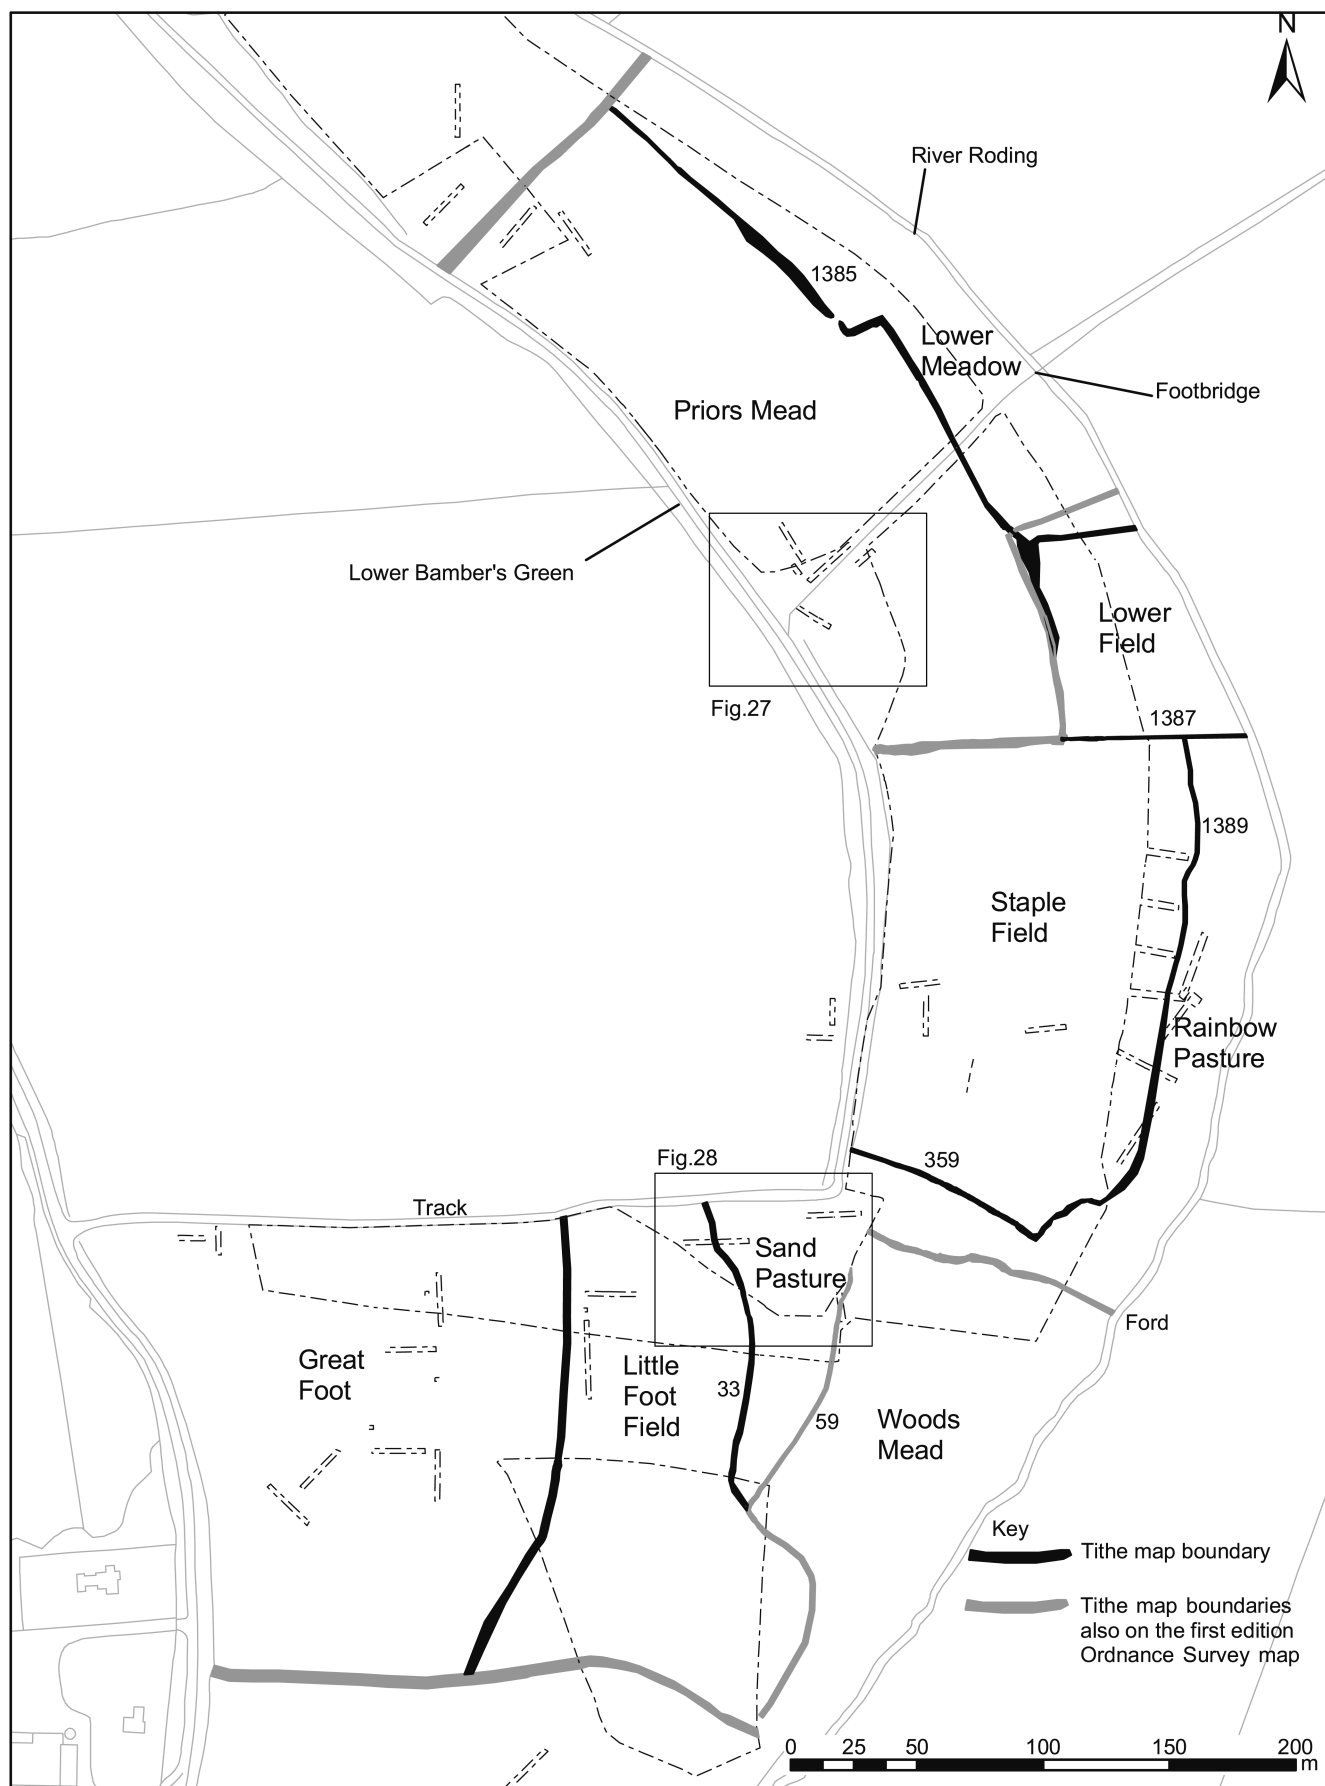 N
River Roding
1385
Lower
Meadow
Footbridge
Priors Mead
Lower Bamber's Green
Lower
Field
Fig.27
1387
1389
Staple
Field
Rainbow
Pasture
Fig.28
359
Track
Sand
Pasture
Ford
Great
Foot
Little
Foot
Field
33
59
Woods
Mead
Key
Tithe map boundary
Tithe map boundaries
also on the first edition
Ordnance Survey map
0 25 50 100 150 200
m